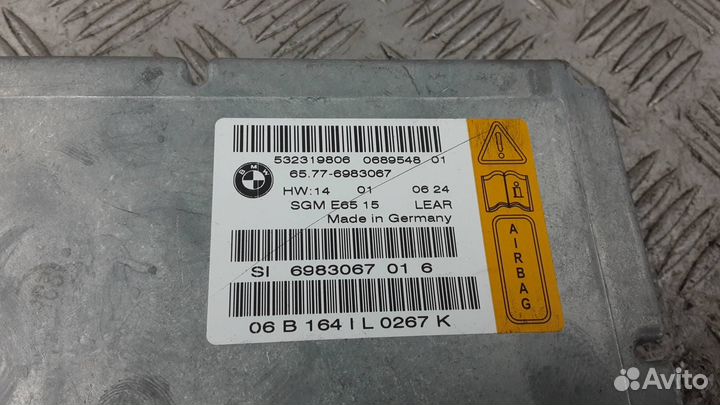 532319806 0689548 01
65.77-6983067
BMW
HW:14 01 06 24
SGM E65 15 LEAR
Made in Germany
SI 6983067 01 6
06 B 164 I L 0267 K
AIRBAG
Avito